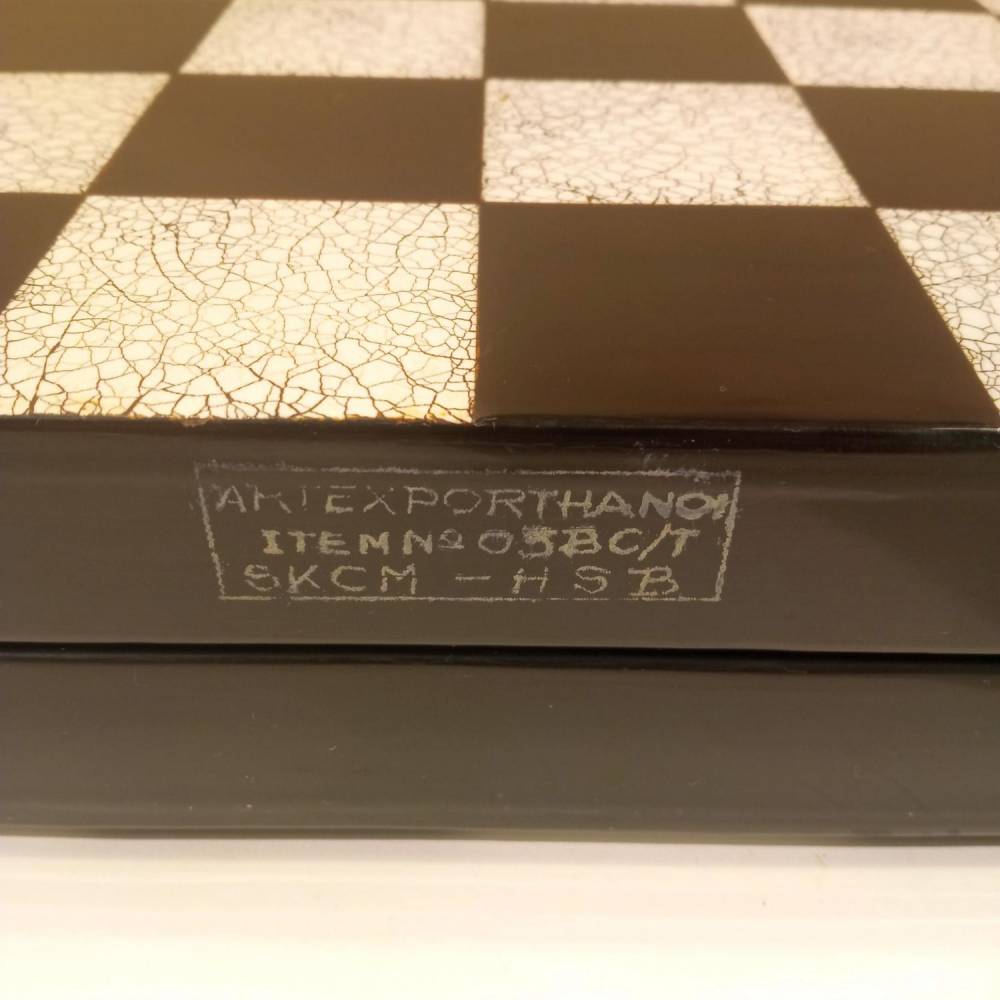 ARTEXPORTHANOI
ITEM Nº 03BC/T
SKCM - HSB